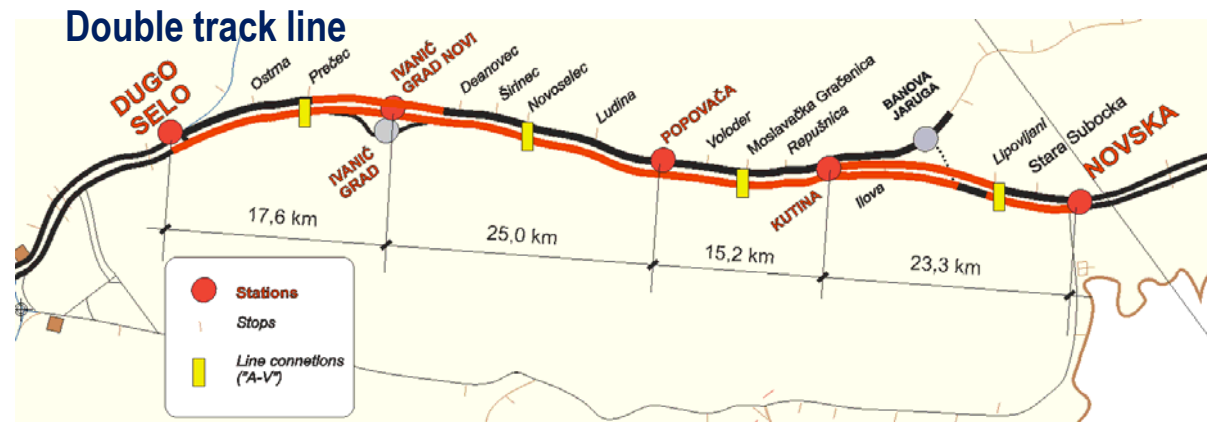 Double track line
DUGO
SELO
Ostrna
Prečec
IVANIĆ
GRAD NOVI
IVANIĆ
GRAD
Deanovec
Širinec
Novoselec
Ludina
POPOVAČA
Voloder
Moslavačka Gračenica
Repušnica
KUTINA
BANOVA
JARUGA
Ilova
Lipovljani
Stara Subocka
NOVSKA
17,6 km
25,0 km
15,2 km
23,3 km
Stations
Stops
Line connetions
("A-V")